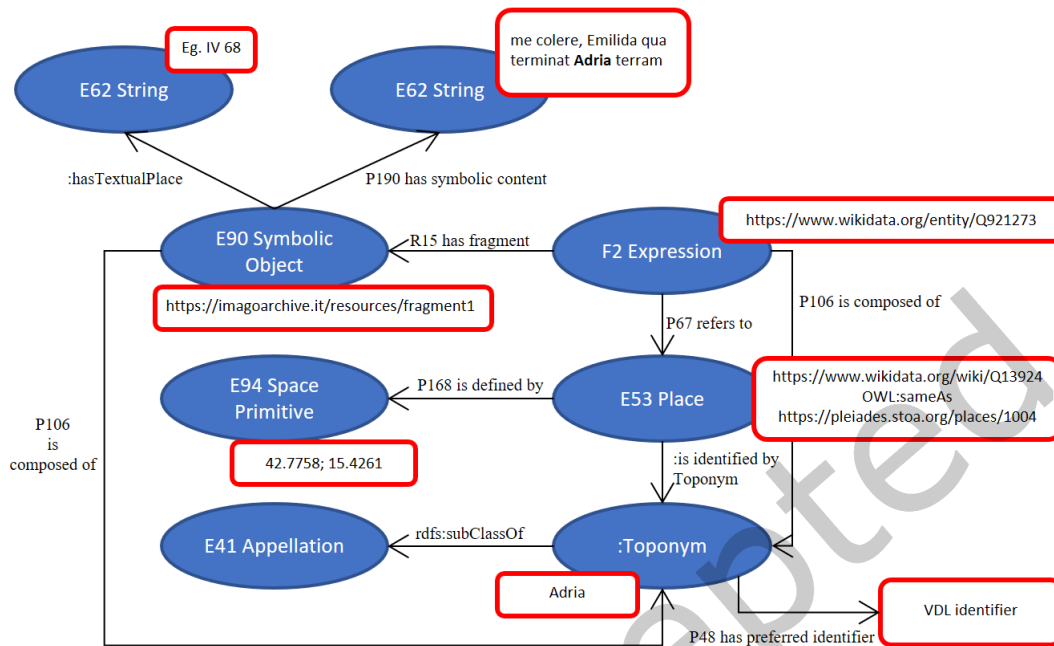 Eg. IV 68
me colere, Emilida qua
terminat Adria terram
E62 String
E62 String
:hasTextualPlace
P190 has symbolic content
https://www.wikidata.org/entity/Q921273
E90 Symbolic
Object
R15 has fragment
F2 Expression
https://imagoarchive.it/resources/fragment1
P106 is composed of
P67 refers to
E94 Space
Primitive
P168 is defined by
E53 Place
https://www.wikidata.org/wiki/Q13924
OWL:sameAs
https://pleiades.stoa.org/places/1004
P106
is
composed of
42.7758; 15.4261
:is identified by
Toponym
E41 Appellation
rdfs:subClassOf
:Toponym
Adria
VDL identifier
P48 has preferred identifier